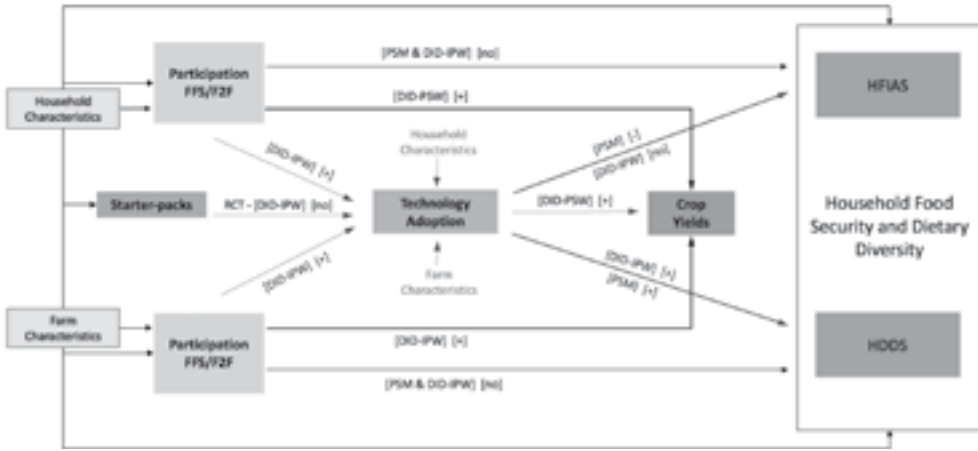 [PSM & DID-IPW] [no]
Participation
FFS/F2F
HFIAS
[DID-PSW] [+]
Household
Characteristics
Household
Characteristics
[PSM] [-]
[DID-IPW] [no]
[DID-IPW] [+]
Starter-packs
RCT - [DID-IPW] [no]
Technology
Adoption
[DID-PSW] [+]
Crop
Yields
Household Food
Security and Dietary
Diversity
[DID-IPW] [+]
Farm
Characteristics
[DID-IPW] [+]
[PSM] [+]
Farm
Characteristics
Participation
FFS/F2F
[DID-IPW] [+]
HDDS
[PSM & DID-IPW] [no]